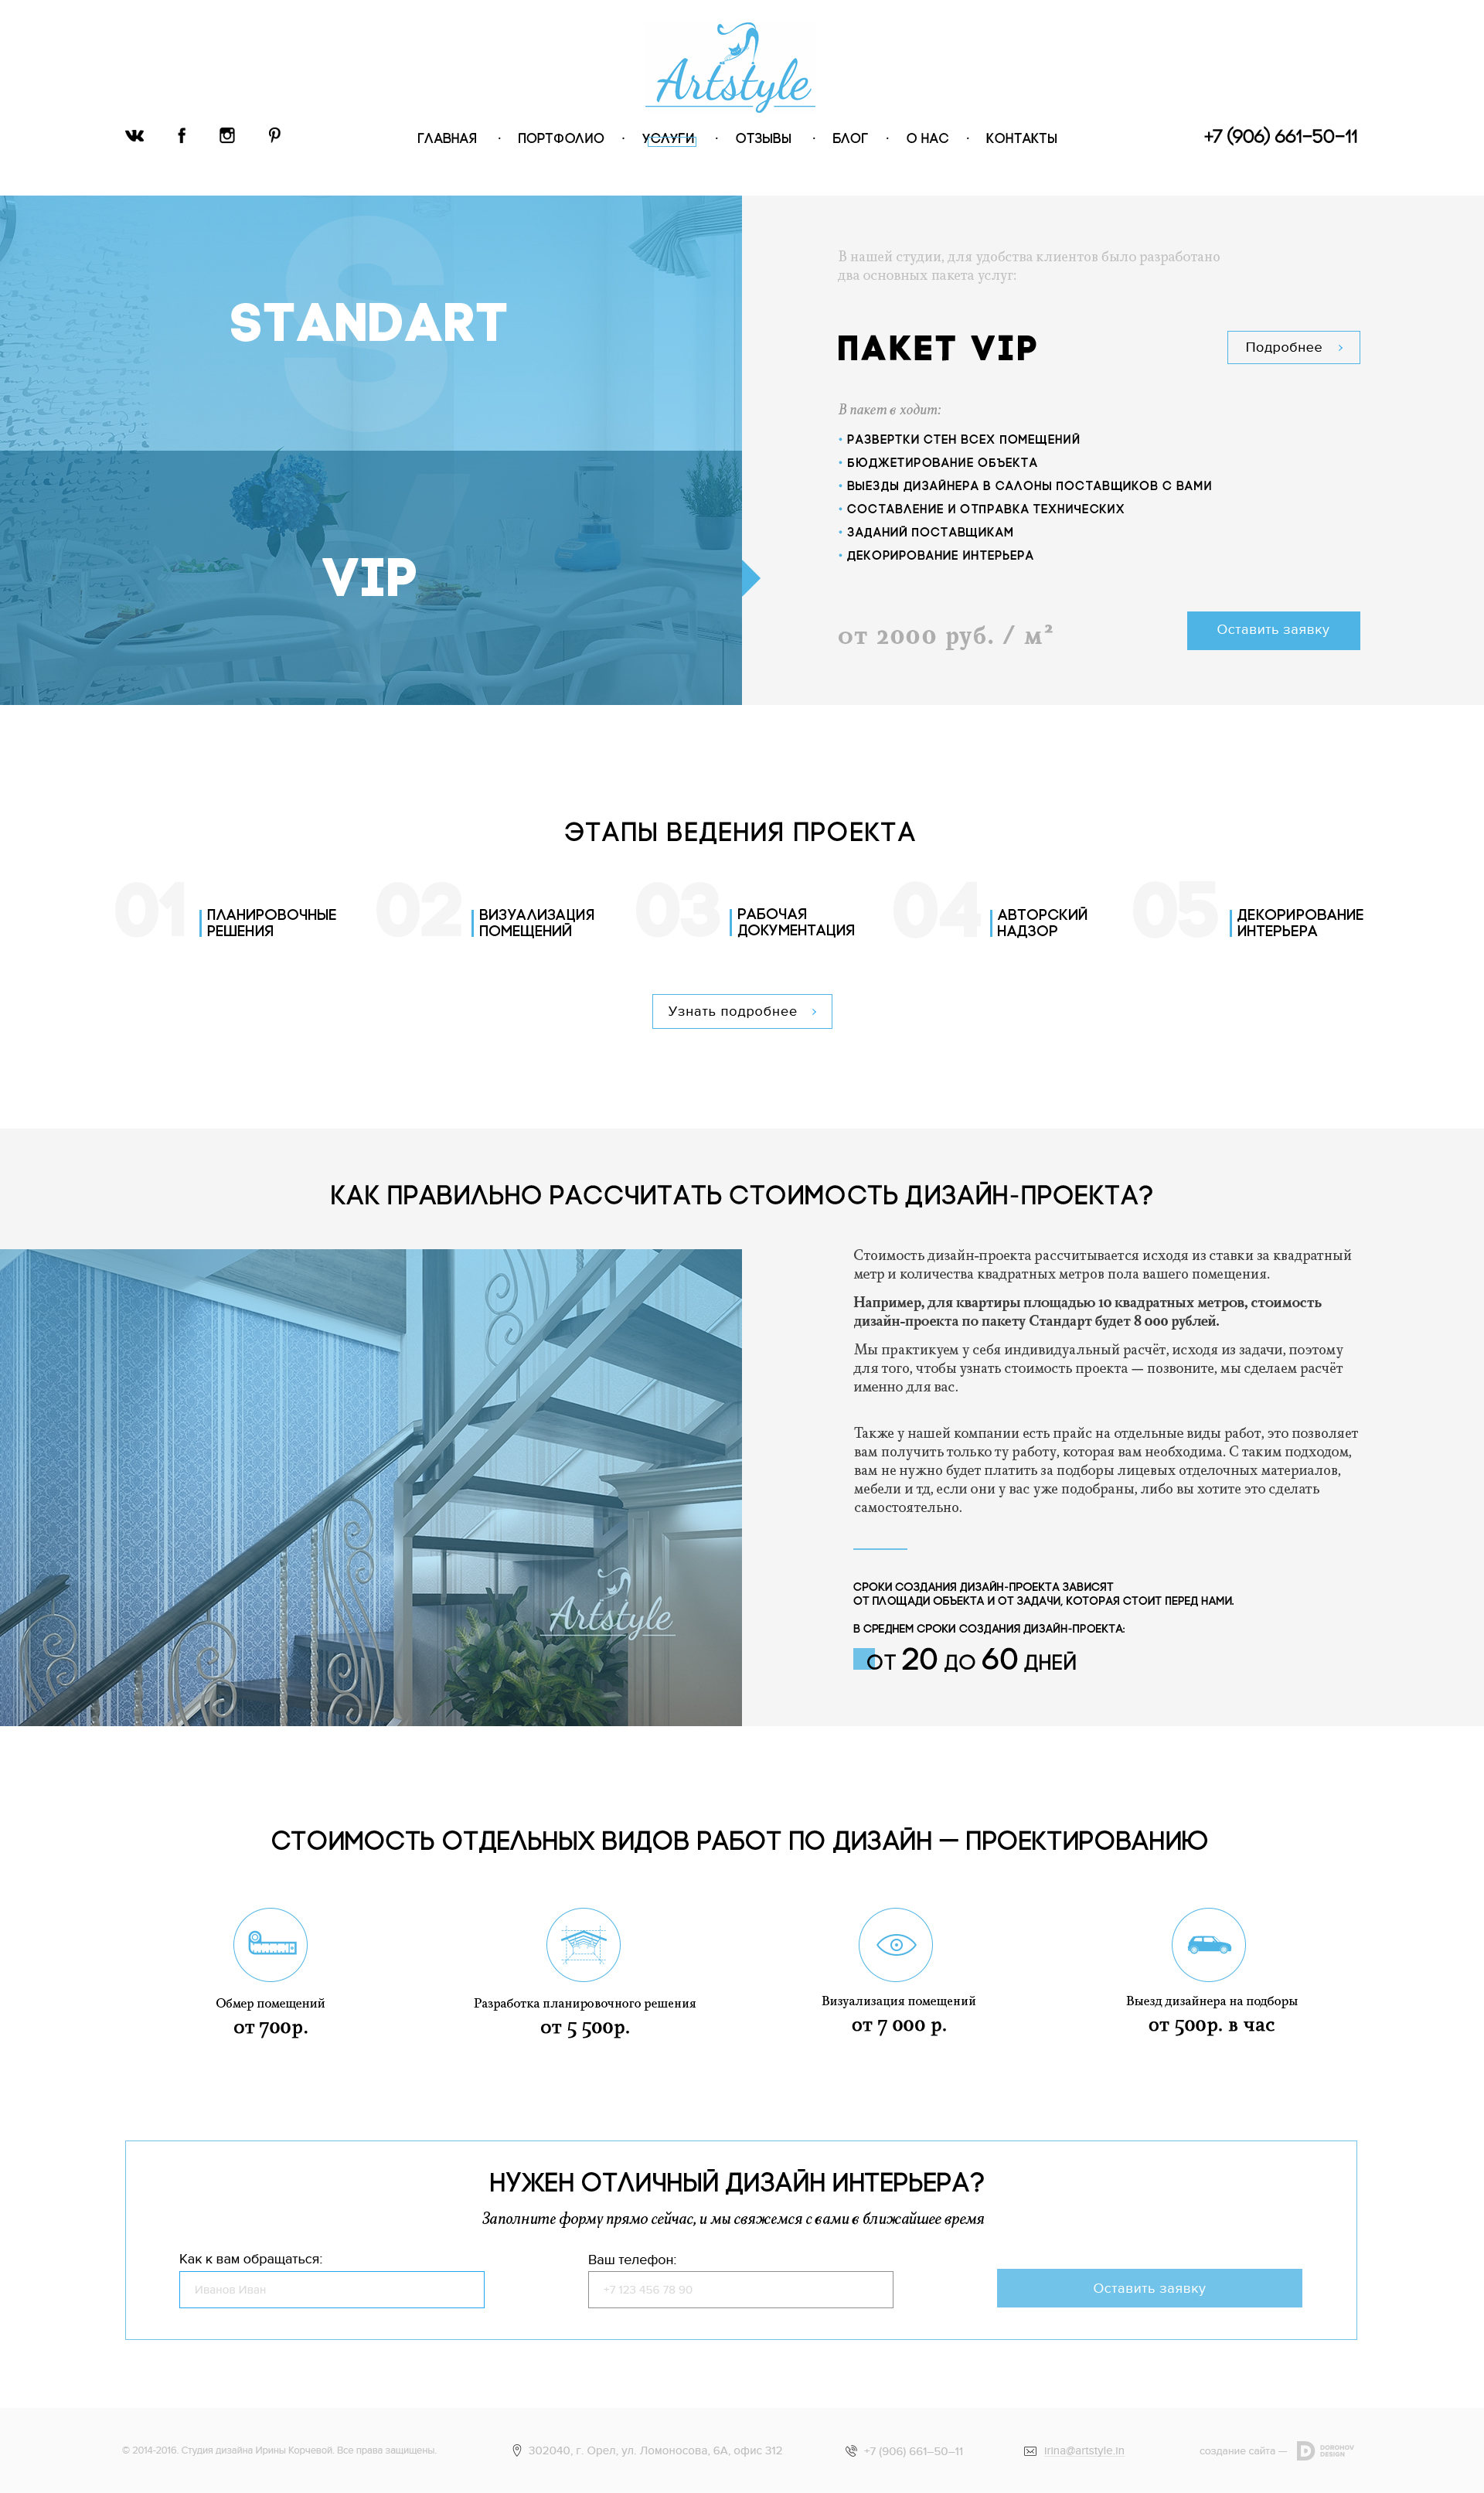 Artstyle
ГЛАВНАЯ · ПОРТФОЛИО · УСЛУГИ · ОТЗЫВЫ · БЛОГ · О НАС · КОНТАКТЫ
+7 (906) 661-50-11
S
STANDART
V
VIP
В нашей студии, для удобства клиентов было разработано
два основных пакета услуг:
ПАКЕТ VIP
Подробнее
В пакет в ходит:
• РАЗВЕРТКИ СТЕН ВСЕХ ПОМЕЩЕНИЙ
• БЮДЖЕТИРОВАНИЕ ОБЪЕКТА
• ВЫЕЗДЫ ДИЗАЙНЕРА В САЛОНЫ ПОСТАВЩИКОВ С ВАМИ
• СОСТАВЛЕНИЕ И ОТПРАВКА ТЕХНИЧЕСКИХ
• ЗАДАНИЙ ПОСТАВЩИКАМ
• ДЕКОРИРОВАНИЕ ИНТЕРЬЕРА
от 2000 руб. / м²
Оставить заявку
ЭТАПЫ ВЕДЕНИЯ ПРОЕКТА
01
ПЛАНИРОВОЧНЫЕ
РЕШЕНИЯ
02
ВИЗУАЛИЗАЦИЯ
ПОМЕЩЕНИЙ
03
РАБОЧАЯ
ДОКУМЕНТАЦИЯ
04
АВТОРСКИЙ
НАДЗОР
05
ДЕКОРИРОВАНИЕ
ИНТЕРЬЕРА
Узнать подробнее
КАК ПРАВИЛЬНО РАССЧИТАТЬ СТОИМОСТЬ ДИЗАЙН-ПРОЕКТА?
Artstyle
Стоимость дизайн-проекта рассчитывается исходя из ставки за квадратный
метр и количества квадратных метров пола вашего помещения.
Например, для квартиры площадью 10 квадратных метров, стоимость
дизайн-проекта по пакету Стандарт будет 8 000 рублей.
Мы практикуем у себя индивидуальный расчёт, исходя из задачи, поэтому
для того, чтобы узнать стоимость проекта — позвоните, мы сделаем расчёт
именно для вас.
Также у нашей компании есть прайс на отдельные виды работ, это позволяет
вам получить только ту работу, которая вам необходима. С таким подходом,
вам не нужно будет платить за подборы лицевых отделочных материалов,
мебели и тд, если они у вас уже подобраны, либо вы хотите это сделать
самостоятельно.
СРОКИ СОЗДАНИЯ ДИЗАЙН-ПРОЕКТА ЗАВИСЯТ
ОТ ПЛОЩАДИ ОБЪЕКТА И ОТ ЗАДАЧИ, КОТОРАЯ СТОИТ ПЕРЕД НАМИ.
В СРЕДНЕМ СРОКИ СОЗДАНИЯ ДИЗАЙН-ПРОЕКТА:
ОТ 20 ДО 60 ДНЕЙ
СТОИМОСТЬ ОТДЕЛЬНЫХ ВИДОВ РАБОТ ПО ДИЗАЙН — ПРОЕКТИРОВАНИЮ
Обмер помещений
от 700р.
Разработка планировочного решения
от 5 500р.
Визуализация помещений
от 7 000 р.
Выезд дизайнера на подборы
от 500р. в час
НУЖЕН ОТЛИЧНЫЙ ДИЗАЙН ИНТЕРЬЕРА?
Заполните форму прямо сейчас, и мы свяжемся с вами в ближайшее время
Как к вам обращаться:
Иванов Иван
Ваш телефон:
+7 123 456 78 90
Оставить заявку
© 2014-2016. Студия дизайна Ирины Корчевой. Все права защищены.
302040, г. Орел, ул. Ломоносова, 6А, офис 312
+7 (906) 661–50–11
irina@artstyle.in
создание сайта —
DOROHOV
DESIGN